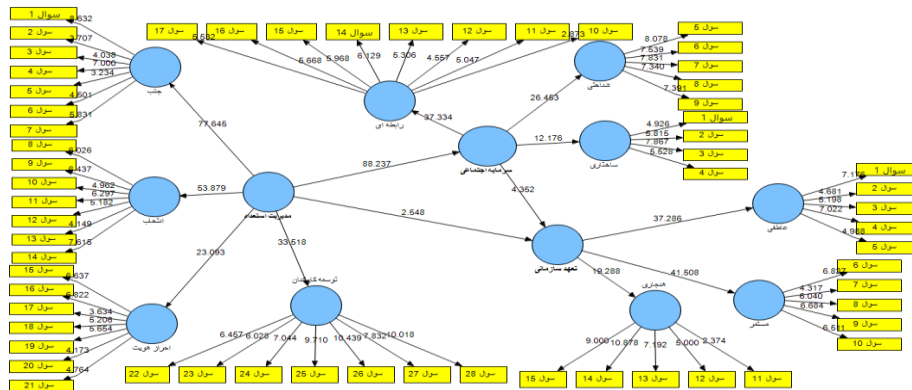 سوال 1
سوال 2
سوال 3
سوال 4
سوال 5
سوال 6
سوال 7
3.707
4.038
7.000
3.234
4.601
جذب
77.645
سوال 8
سوال 9
سوال 10
سوال 11
سوال 12
سوال 13
سوال 14
4.962
6.297
5.182
4.149
7.615
انتخاب
53.879
سوال 15
سوال 16
سوال 17
سوال 18
سوال 19
سوال 20
سوال 21
3.634
5.206
5.654
4.173
4.764
احراز هویت
23.093
مدیریت استعداد
33.518
توسعه کارکنان
6.457
6.028
7.044
9.710
10.439
7.832
10.018
سوال 22
سوال 23
سوال 24
سوال 25
سوال 26
سوال 27
سوال 28
88.237
2.548
سوال 17
سوال 16
سوال 15
سوال 14
سوال 13
سوال 12
سوال 11
سوال 10
5.532
5.668
5.968
6.129
5.306
4.557
5.047
2.873
رابطه ای
37.334
سرمایه اجتماعی
26.463
12.176
4.352
شناختی
8.078
7.539
7.831
7.340
7.391
سوال 5
سوال 6
سوال 7
سوال 8
سوال 9
ساختاری
4.926
5.815
7.867
5.528
سوال 1
سوال 2
سوال 3
سوال 4
تعهد سازمانی
37.286
41.508
19.288
عاطفی
7.176
4.681
5.198
7.022
4.988
سوال 1
سوال 2
سوال 3
سوال 4
سوال 5
مستمر
6.827
4.317
6.040
6.684
6.511
سوال 6
سوال 7
سوال 8
سوال 9
سوال 10
هنجاری
9.000
10.878
7.192
5.000
2.374
سوال 15
سوال 14
سوال 13
سوال 12
سوال 11